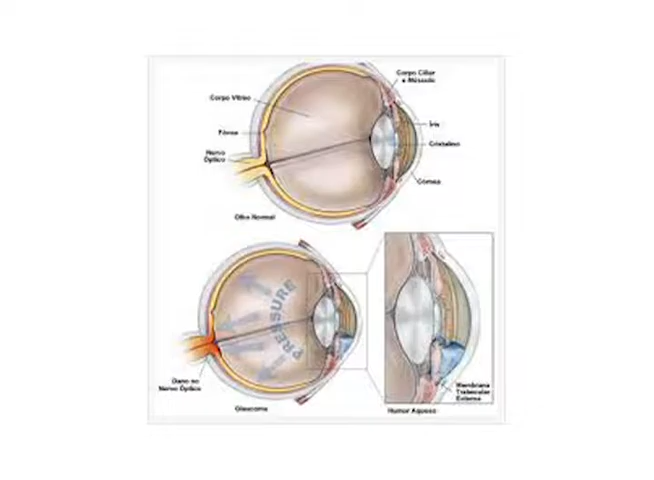 Corpo Ciliar
e Músculo
Corpo Vítreo
Íris
Fóvea
Cristalino
Nervo
Óptico
Córnea
Olho Normal
PRESSURE
Dano no
Nervo Óptico
Glaucoma
Humor Aquoso
Membrana
Trabecular
Externa